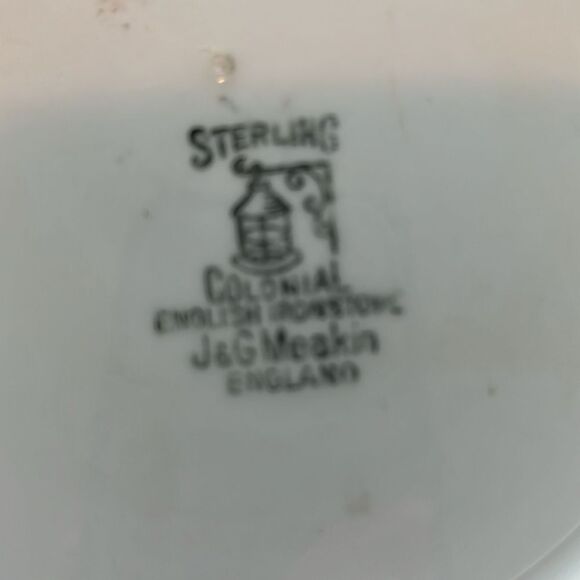 STERLING
COLONIAL
ENGLISH IRONSTONE
J&G Meakin
ENGLAND